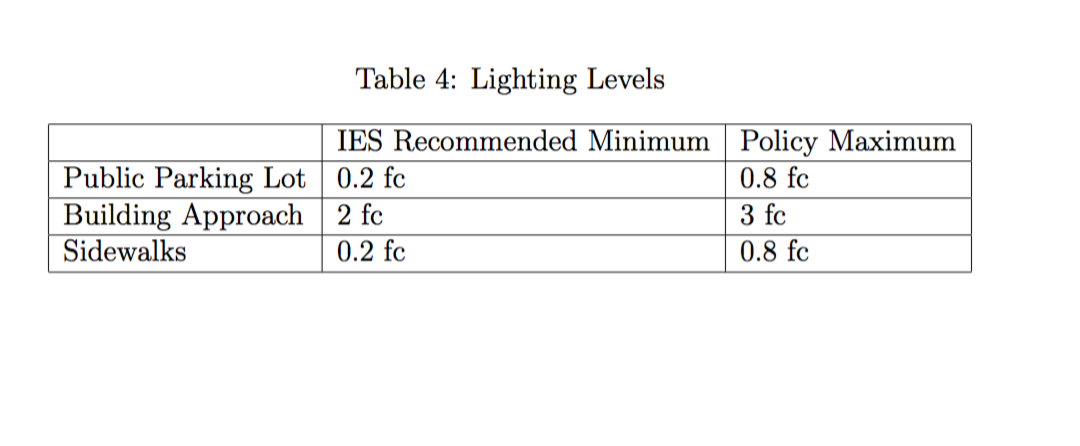 Table 4: Lighting Levels
IES Recommended Minimum Policy Maximum
Public Parking Lot 0.2 fc 0.8 fc
Building Approach 2 fc 3 fc
Sidewalks 0.2 fc 0.8 fc